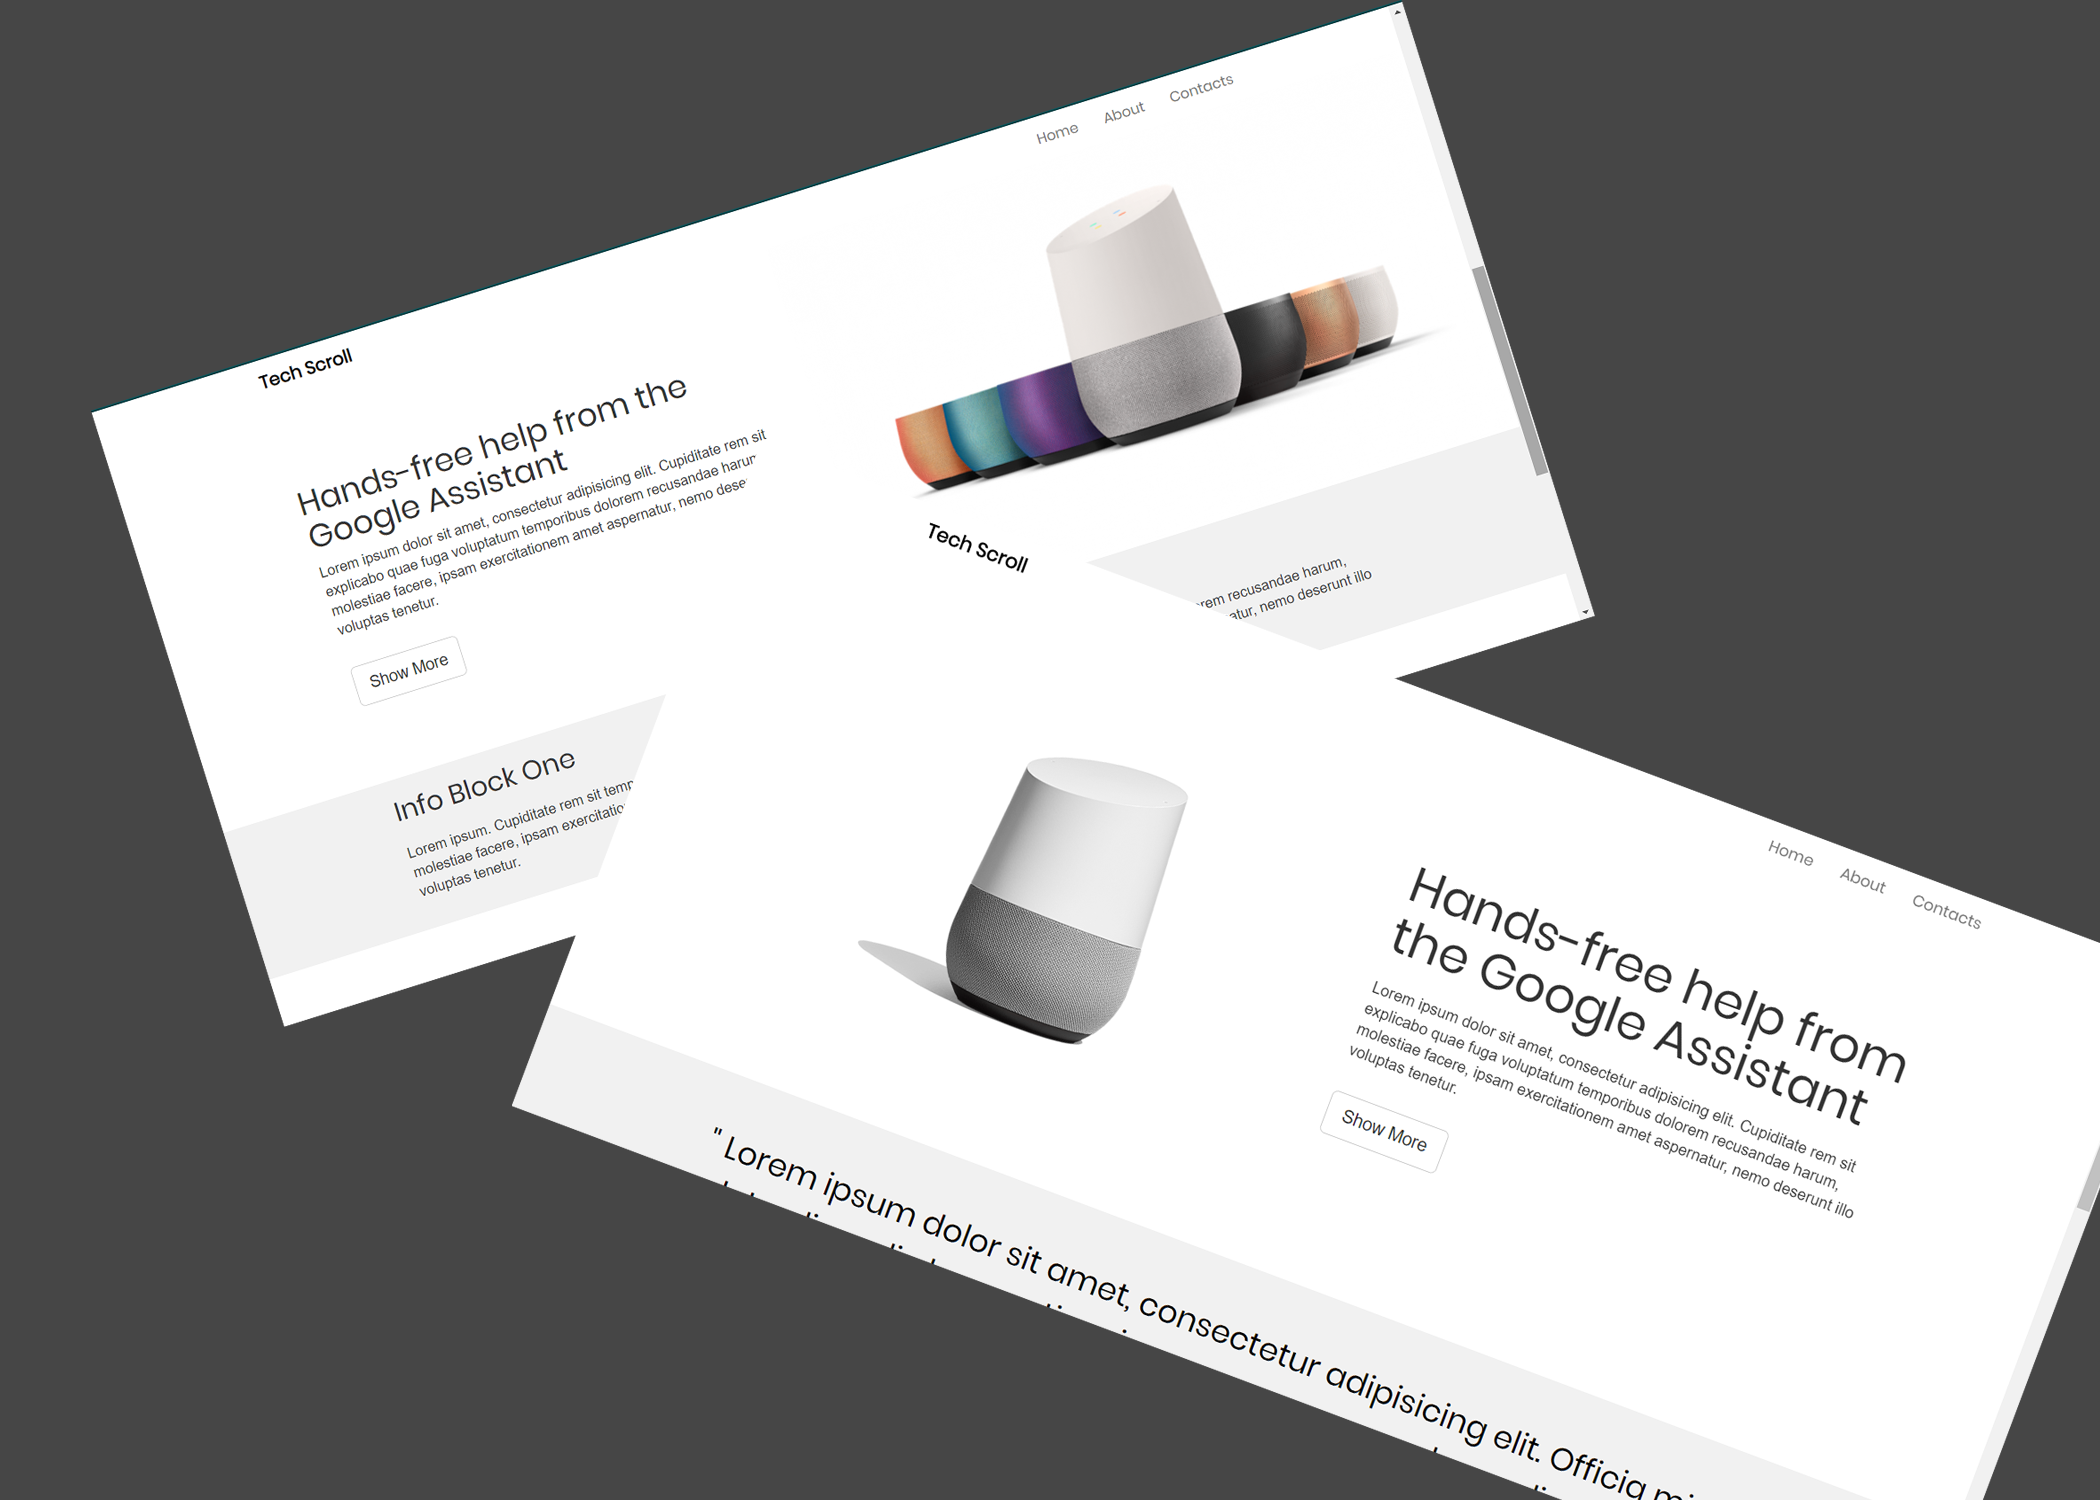 Home About Contacts
Tech Scroll
Hands-free help from the
Google Assistant
Lorem ipsum dolor sit amet, consectetur adipisicing elit. Cupiditate rem sit
explicabo quae fuga voluptatum temporibus dolorem recusandae harum
molestiae facere, ipsam exercitationem amet aspernatur, nemo dese
voluptas tenetur.
Show More
Info Block One
Lorem ipsum. Cupiditate rem sit temp
molestiae facere, ipsam exercitatio
voluptas tenetur.
rem recusandae harum,
atur, nemo deserunt illo
Tech Scroll
Home About Contacts
Hands-free help from
the Google Assistant
Lorem ipsum dolor sit amet, consectetur adipisicing elit. Cupiditate rem sit
explicabo quae fuga voluptatum temporibus dolorem recusandae harum,
molestiae facere, ipsam exercitationem amet aspernatur, nemo deserunt illo
voluptas tenetur.
Show More
" Lorem ipsum dolor sit amet, consectetur adipisicing elit. Officia